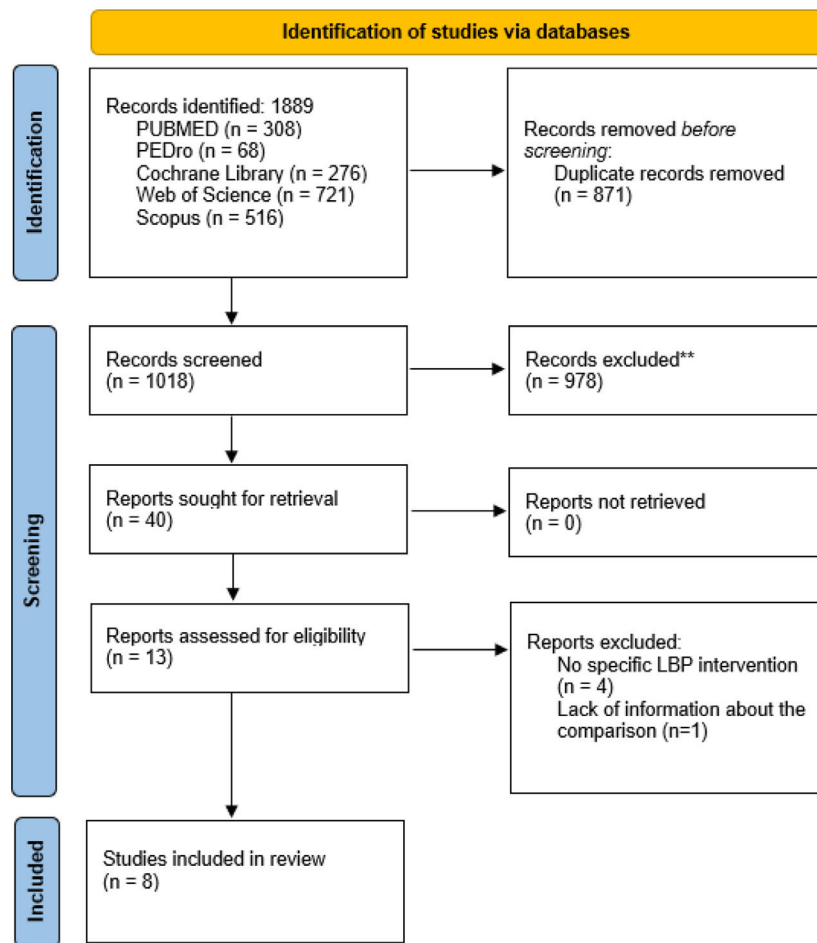 Identification of studies via databases
Identification
Records identified: 1889
PUBMED (n = 308)
PEDro (n = 68)
Cochrane Library (n = 276)
Web of Science (n = 721)
Scopus (n = 516)
Records removed before
screening:
Duplicate records removed
(n = 871)
Screening
Records screened
(n = 1018)
Records excluded**
(n = 978)
Reports sought for retrieval
(n = 40)
Reports not retrieved
(n = 0)
Reports assessed for eligibility
(n = 13)
Reports excluded:
No specific LBP intervention
(n = 4)
Lack of information about the
comparison (n=1)
Included
Studies included in review
(n = 8)